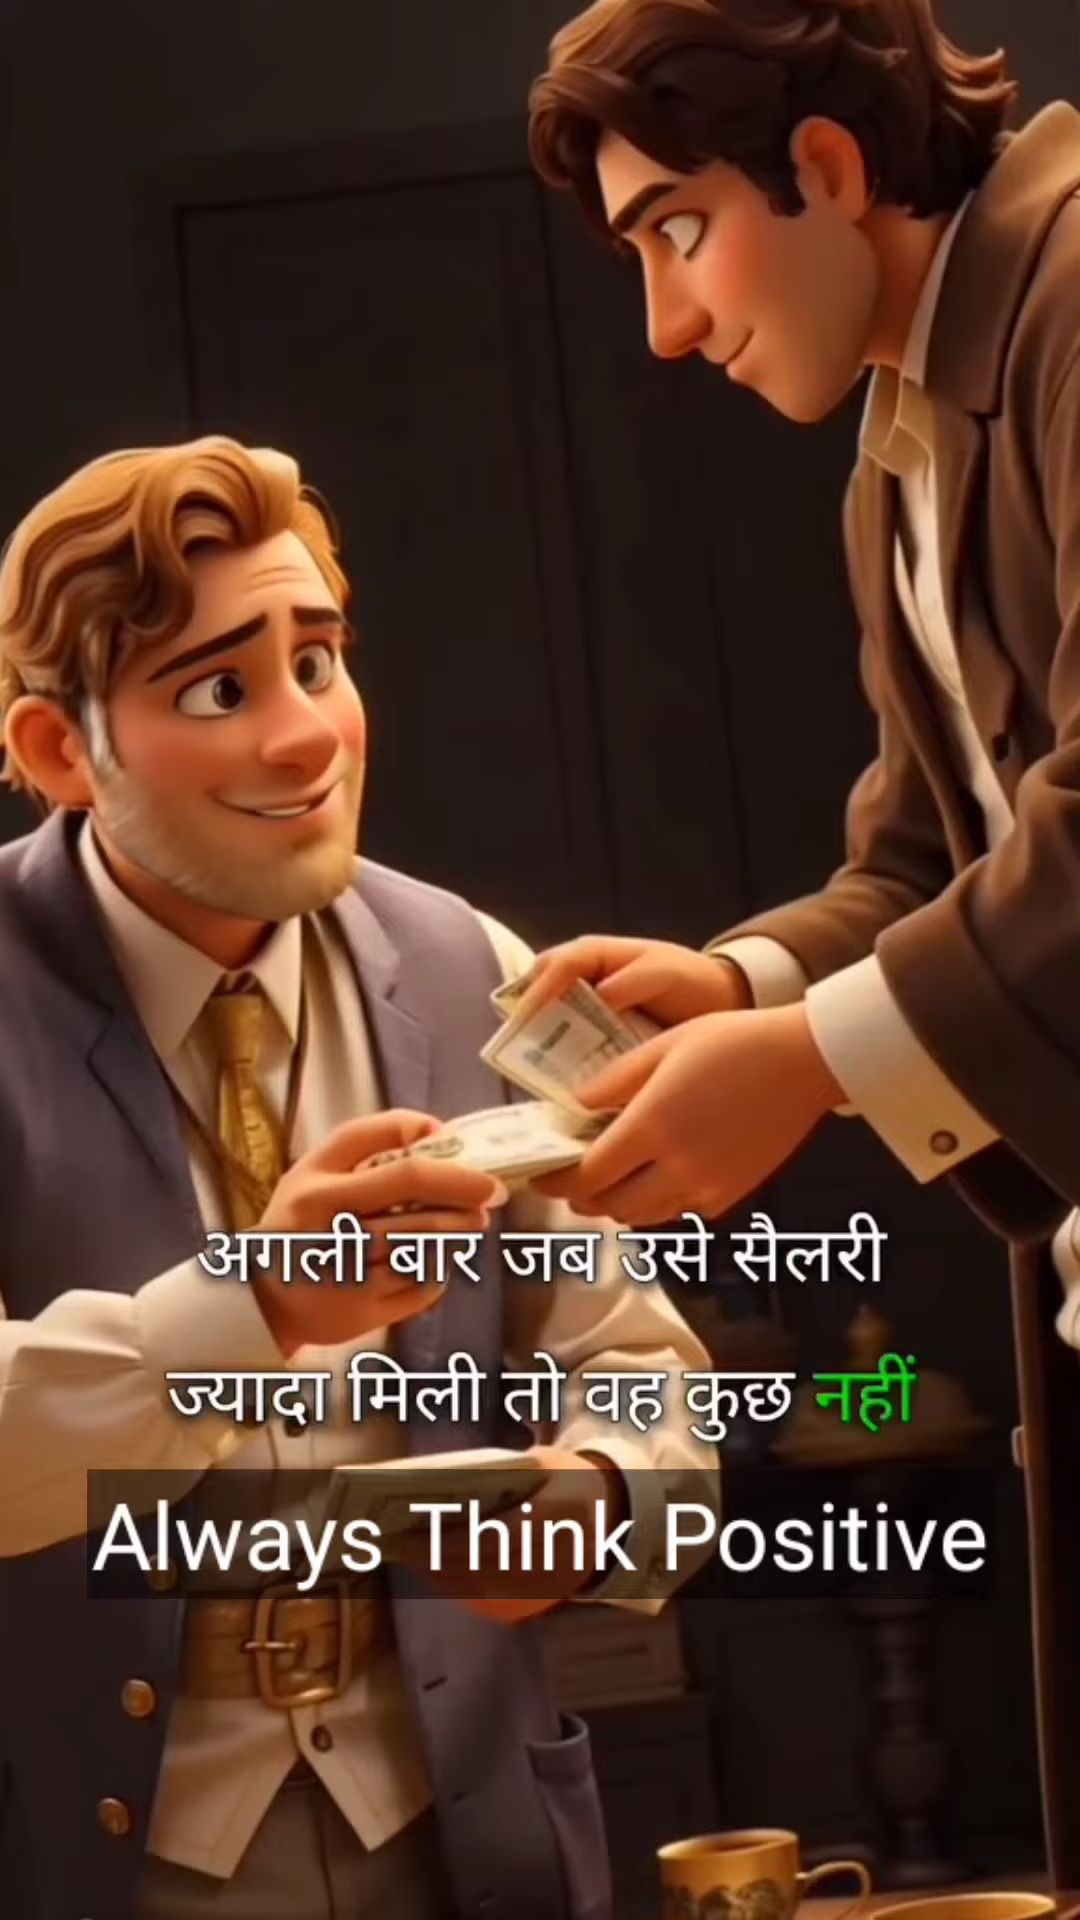 अगली बार जब उसे सैलरी
ज्यादा मिली तो वह कुछ नहीं
Always Think Positive